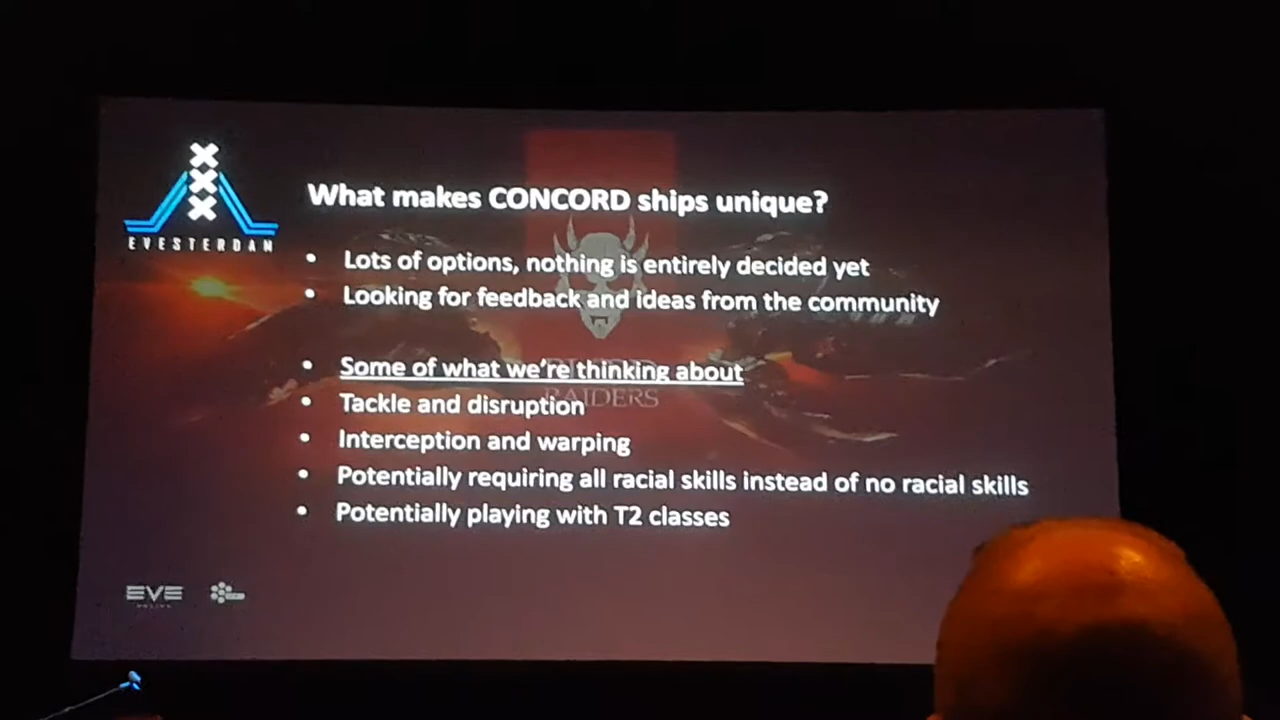 EVESTERDAM
What makes CONCORD ships unique?
• Lots of options, nothing is entirely decided yet
• Looking for feedback and ideas from the community
• Some of what we're thinking about
• Tackle and disruption
• Interception and warping
• Potentially requiring all racial skills instead of no racial skills
• Potentially playing with T2 classes
RAIDERS
EVE